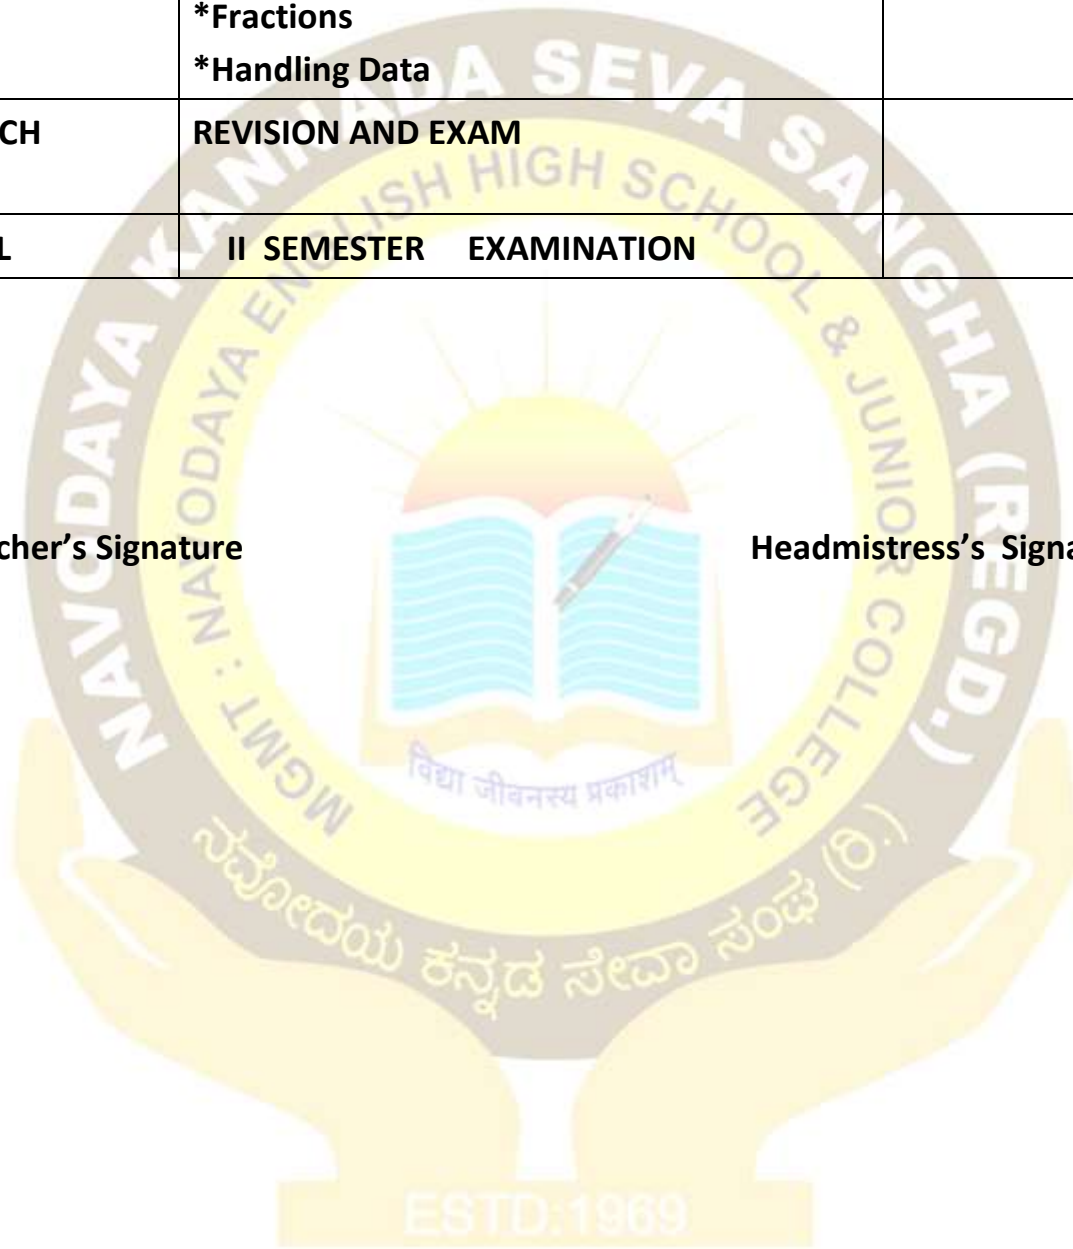 *Fractions
*Handling Data
CH REVISION AND EXAM
L II SEMESTER EXAMINATION
cher’s Signature Headmistress’s Signa
NAVODAYA KANNADA SEVA SANGHA (REGD.)
MGMT : NAVODAYA ENGLISH HIGH SCHOOL & JUNIOR COLLEGE
विद्या जीवनस्य प्रकाशम्
ನವೋದಯ ಕನ್ನಡ ಸೇವಾ ಸಂಘ (ರಿ.)
ESTD:1969